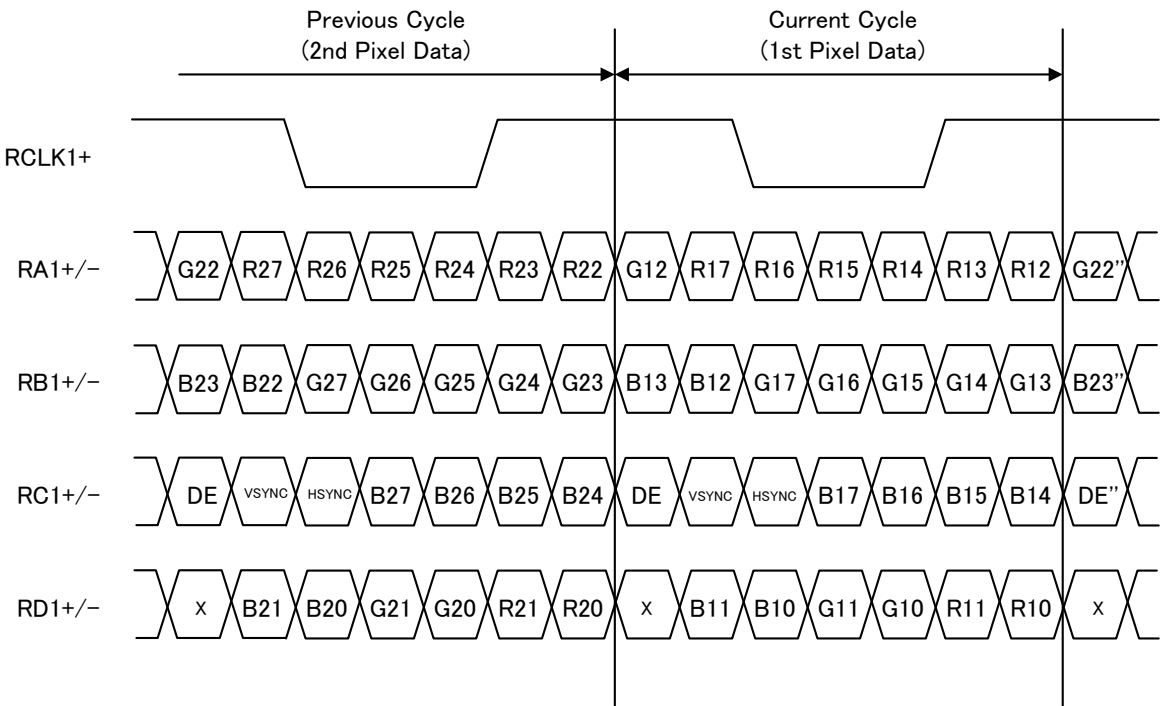 Previous Cycle
(2nd Pixel Data)
Current Cycle
(1st Pixel Data)
RCLK1+
RA1+/- G22 R27 R26 R25 R24 R23 R22 G12 R17 R16 R15 R14 R13 R12 G22''
RB1+/- B23 B22 G27 G26 G25 G24 G23 B13 B12 G17 G16 G15 G14 G13 B23''
RC1+/- DE VSYNC HSYNC B27 B26 B25 B24 DE VSYNC HSYNC B17 B16 B15 B14 DE''
RD1+/- x B21 B20 G21 G20 R21 R20 x B11 B10 G11 G10 R11 R10 x